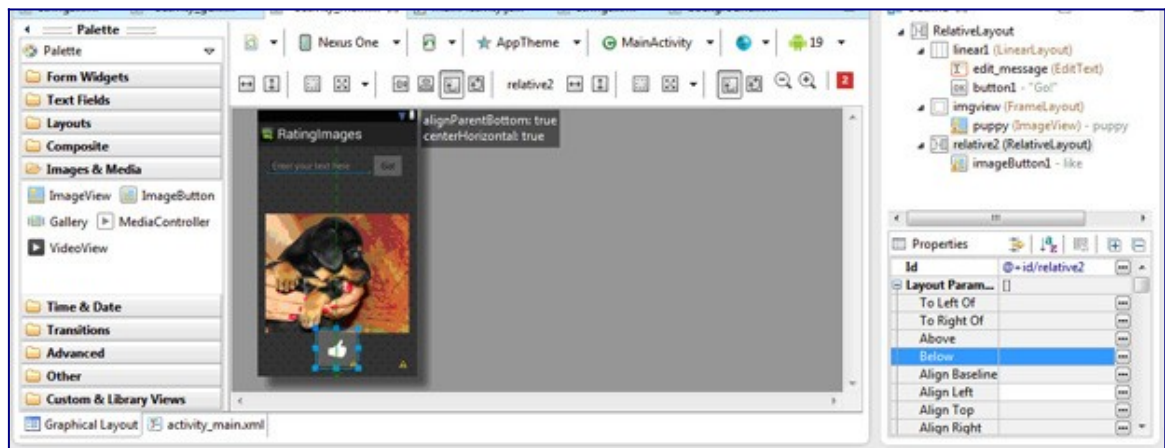 Palette
Palette
Form Widgets
Text Fields
Layouts
Composite
Images & Media
ImageView ImageButton
Gallery MediaController
VideoView
Time & Date
Transitions
Advanced
Other
Custom & Library Views
Graphical Layout activity_main.xml
Nexus One AppTheme MainActivity 19
relative2 2
alignParentBottom: true
centerHorizontal: true
RatingImages
Enter your text here Go!
RelativeLayout
linear1 (LinearLayout)
edit_message (EditText)
OK button1 - "Go!"
imgview (FrameLayout)
puppy (ImageView) - puppy
relative2 (RelativeLayout)
imageButton1 - like
Properties
Id @+id/relative2
Layout Param... []
To Left Of
To Right Of
Above
Below
Align Baseline
Align Left
Align Top
Align Right